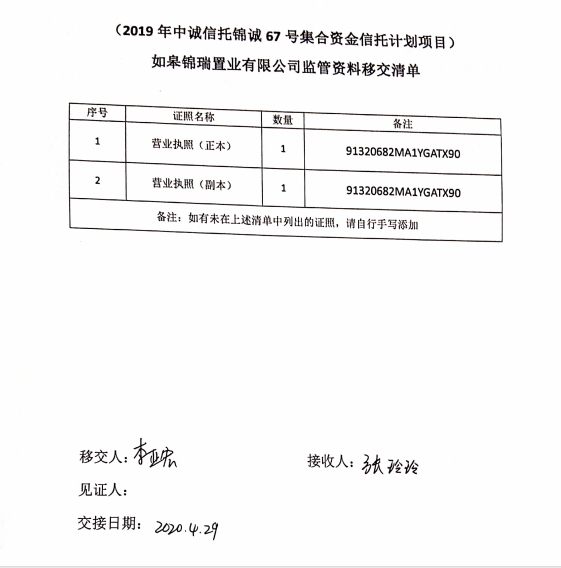 （2019 年中诚信托锦诚 67 号集合资金信托计划项目）
如皋锦瑞置业有限公司监管资料移交清单
序号 证照名称 数量 备注
1 营业执照（正本） 1 91320682MA1YGATX90
2 营业执照（副本） 1 91320682MA1YGATX90
备注：如有未在上述清单中列出的证照，请自行手写添加
移交人：李亚宏 接收人：张玲玲
见证人：
交接日期： 2020.4.29